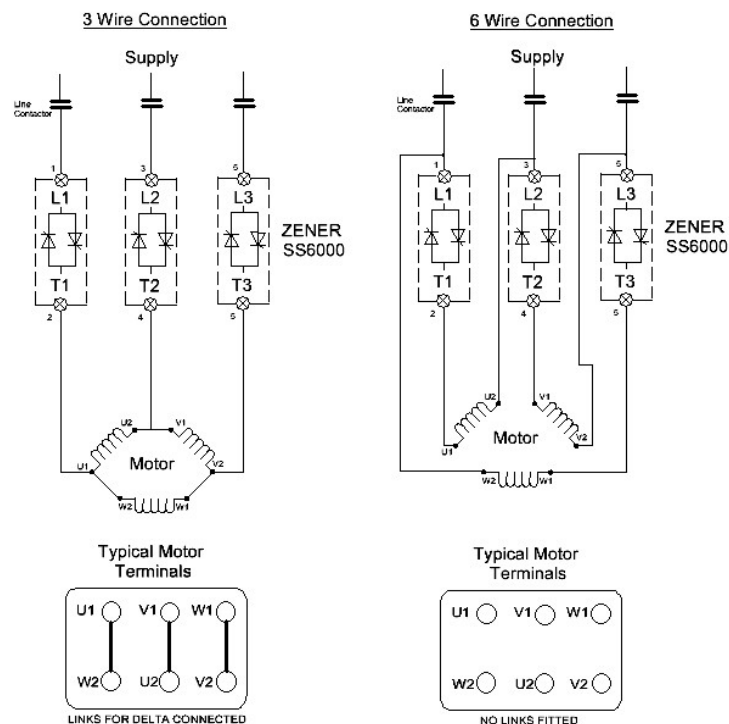 3 Wire Connection
Supply
Line
Contactor
1
3
5
L1
L2
L3
ZENER
SS6000
T1
T2
T3
2
4
5
U2
V1
Motor
U1
V2
W2
W1
Typical Motor
Terminals
U1
V1
W1
W2
U2
V2
LINKS FOR DELTA CONNECTED
6 Wire Connection
Supply
Line
Contactor
1
3
5
L1
L2
L3
ZENER
SS6000
T1
T2
T3
2
4
5
U2
V1
Motor
U1
V2
W2
W1
Typical Motor
Terminals
U1
V1
W1
W2
U2
V2
NO LINKS FITTED